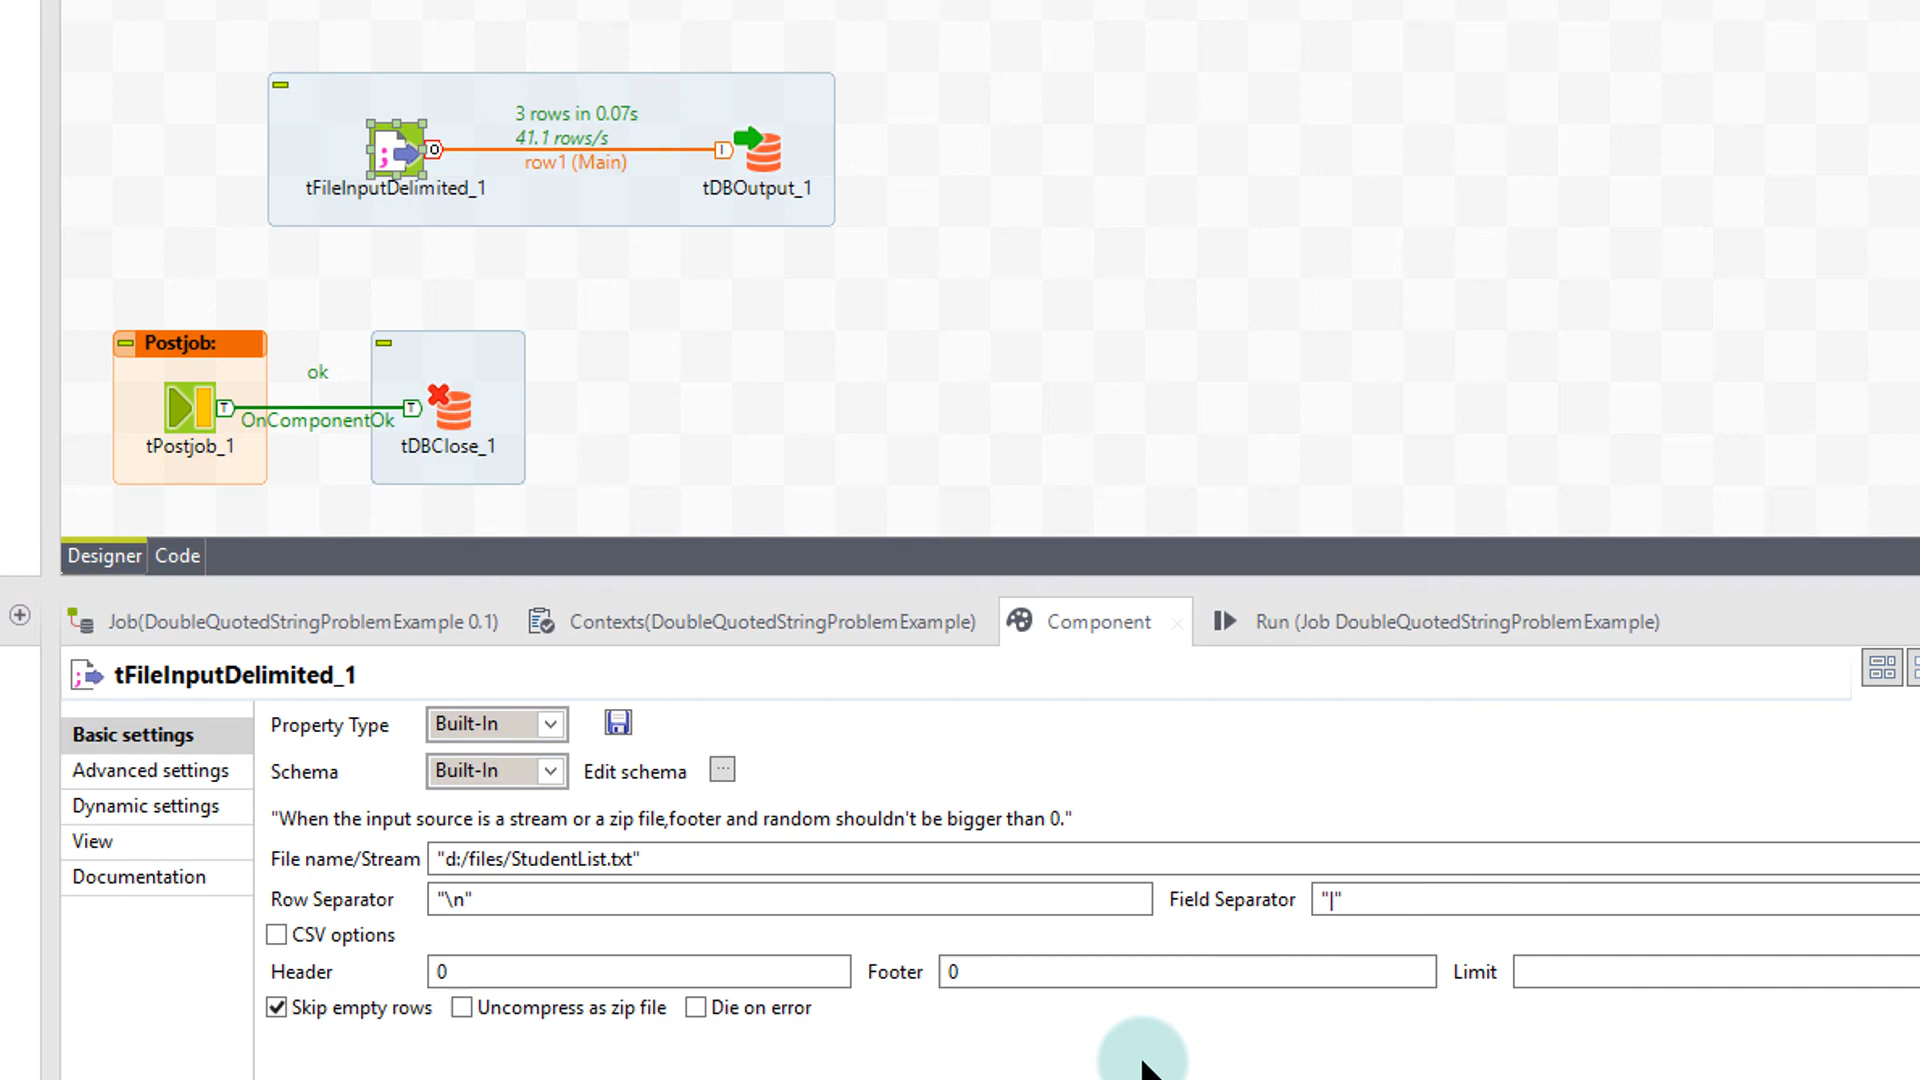 3 rows in 0.07s
41.1 rows/s
row1 (Main)
tFileInputDelimited_1
tDBOutput_1
Postjob:
ok
OnComponentOk
tPostjob_1
tDBClose_1
Designer Code
Job(DoubleQuotedStringProblemExample 0.1) Contexts(DoubleQuotedStringProblemExample) Component Run (Job DoubleQuotedStringProblemExample)
tFileInputDelimited_1
Basic settings
Advanced settings
Dynamic settings
View
Documentation
Property Type Built-In
Schema Built-In Edit schema ...
"When the input source is a stream or a zip file,footer and random shouldn't be bigger than 0."
File name/Stream "d:/files/StudentList.txt"
Row Separator "\n" Field Separator "|"
CSV options
Header 0 Footer 0 Limit
Skip empty rows Uncompress as zip file Die on error